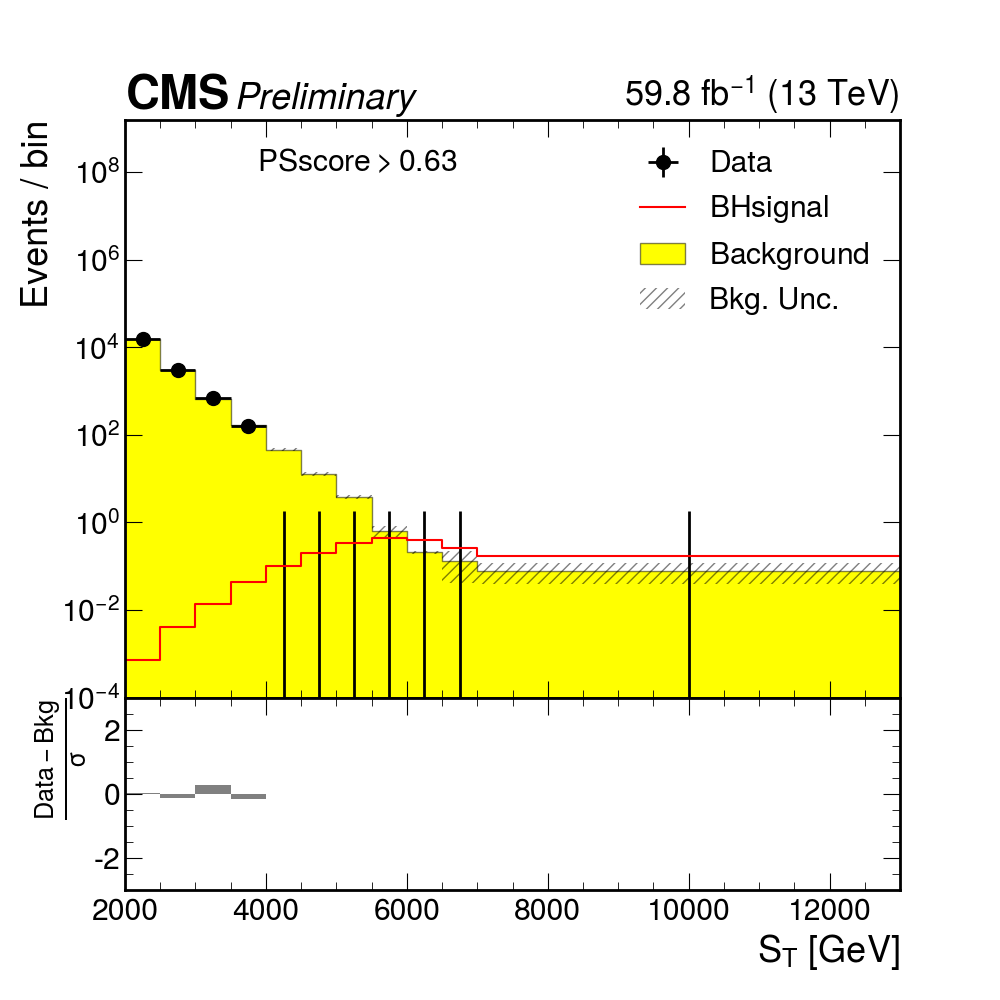 CMS Preliminary 59.8 fb⁻¹ (13 TeV)
Events / bin
PSscore > 0.63
Data
BHsignal
Background
Bkg. Unc.
10⁸
10⁶
10⁴
10²
10⁰
10⁻²
10⁻⁴
Data − Bkg
σ
2
0
-2
2000 4000 6000 8000 10000 12000
S_T [GeV]